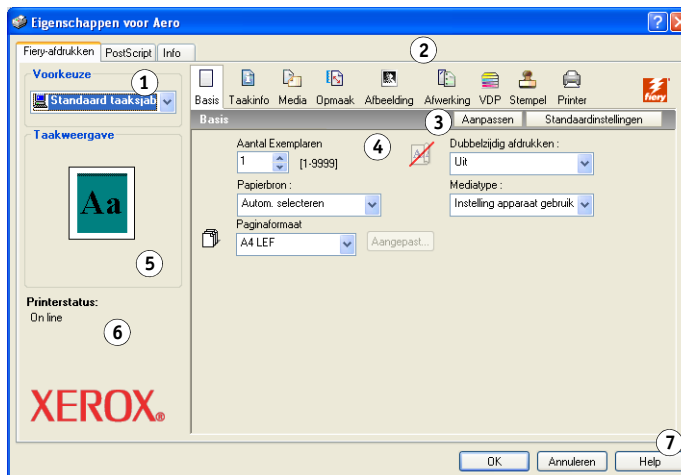 Eigenschappen voor Aero
Fiery-afdrukken PostScript Info
2
Voorkeuze
1
Standaard taaksjab
Basis Taakinfo Media Opmaak Afbeelding Afwerking VDP Stempel Printer
fiery
Basis
3
Aanpassen Standaardinstellingen
Taakweergave
Aa
5
Aantal Exemplaren
1 [1-9999]
4
Dubbelzijdig afdrukken :
Uit
Papierbron :
Autom. selecteren
Mediatype :
Instelling apparaat gebruik
Paginaformaat
A4 LEF
Aangepast...
Printerstatus:
On line
6
XEROX®
7
OK Annuleren Help